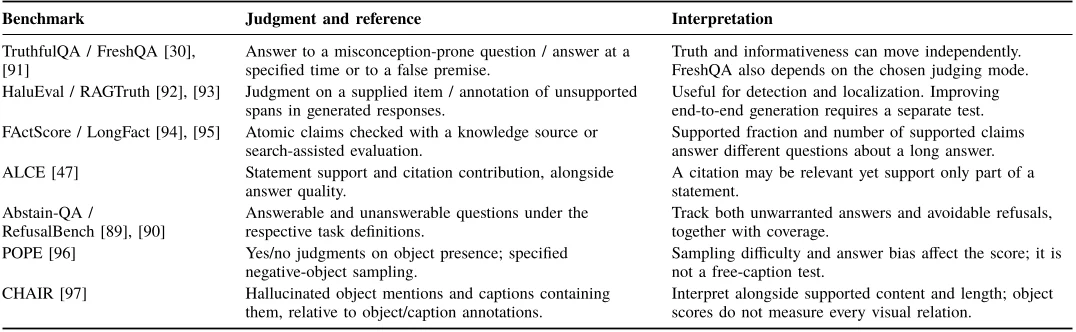 Benchmark Judgment and reference Interpretation
TruthfulQA / FreshQA [30], Answer to a misconception-prone question / answer at a Truth and informativeness can move independently.
[91] specified time or to a false premise. FreshQA also depends on the chosen judging mode.
HaluEval / RAGTruth [92], [93] Judgment on a supplied item / annotation of unsupported Useful for detection and localization. Improving
spans in generated responses. end-to-end generation requires a separate test.
FActScore / LongFact [94], [95] Atomic claims checked with a knowledge source or Supported fraction and number of supported claims
search-assisted evaluation. answer different questions about a long answer.
ALCE [47] Statement support and citation contribution, alongside A citation may be relevant yet support only part of a
answer quality. statement.
Abstain-QA / Answerable and unanswerable questions under the Track both unwarranted answers and avoidable refusals,
RefusalBench [89], [90] respective task definitions. together with coverage.
POPE [96] Yes/no judgments on object presence; specified Sampling difficulty and answer bias affect the score; it is
negative-object sampling. not a free-caption test.
CHAIR [97] Hallucinated object mentions and captions containing Interpret alongside supported content and length; object
them, relative to object/caption annotations. scores do not measure every visual relation.